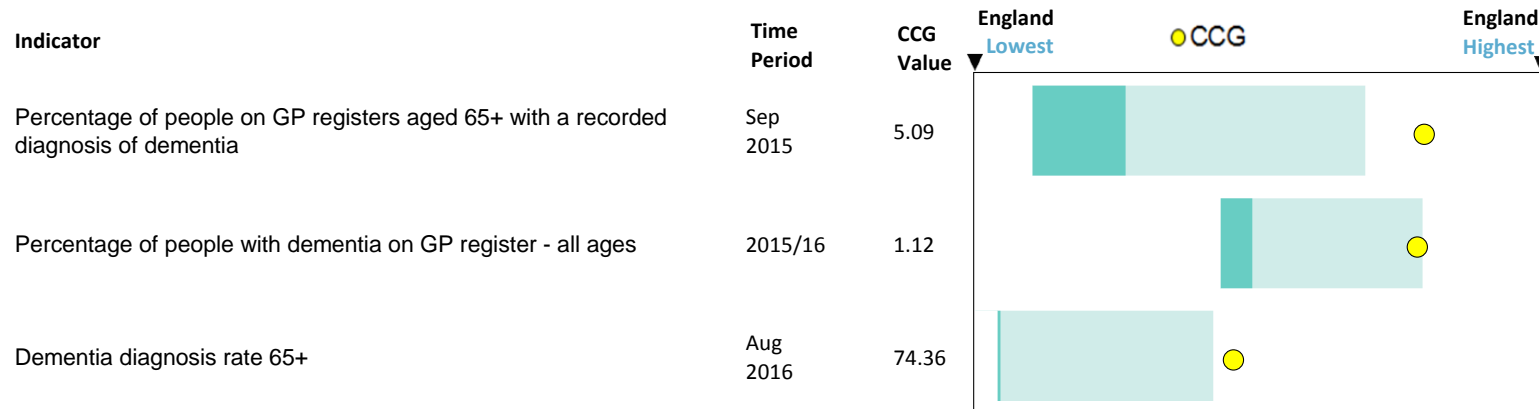 Indicator
Time
Period
CCG
Value
England
Lowest
CCG
England
Highest
Percentage of people on GP registers aged 65+ with a recorded
diagnosis of dementia
Sep
2015
5.09
Percentage of people with dementia on GP register - all ages
2015/16
1.12
Dementia diagnosis rate 65+
Aug
2016
74.36